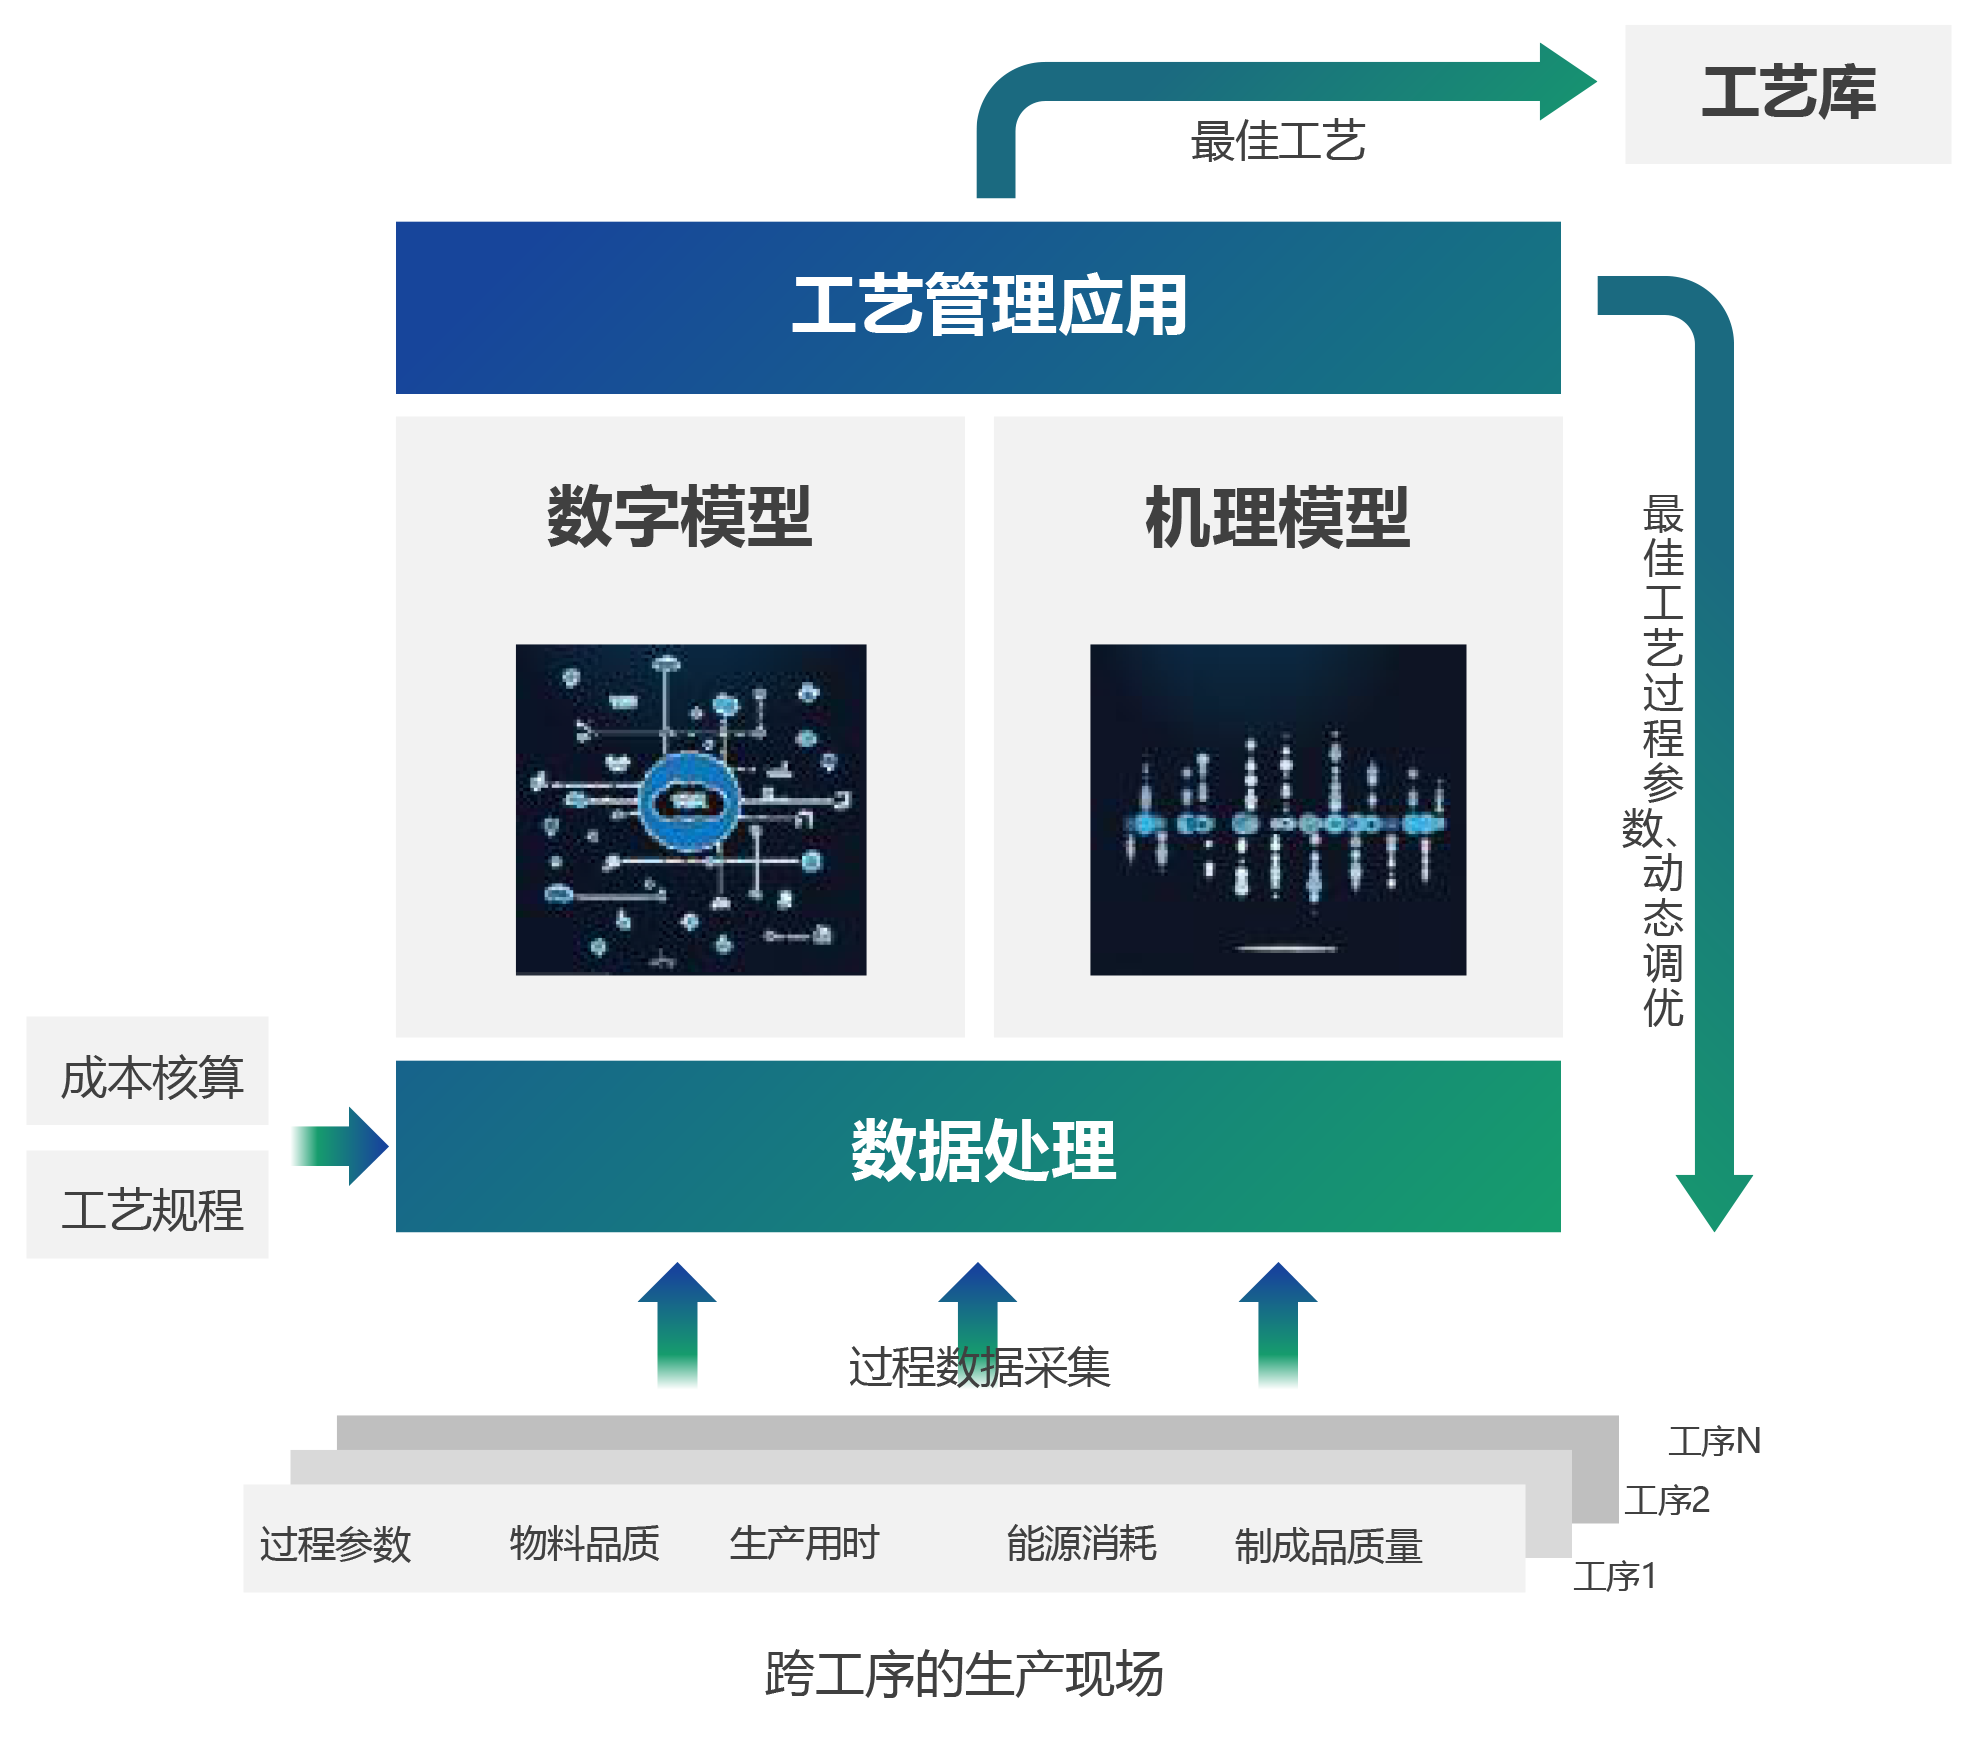 工艺库
最佳工艺
工艺管理应用
数字模型
机理模型
最佳工艺过程参数、动态调优
成本核算
工艺规程
数据处理
过程数据采集
工序N
工序2
工序1
过程参数 物料品质 生产用时 能源消耗 制成品质量
跨工序的生产现场